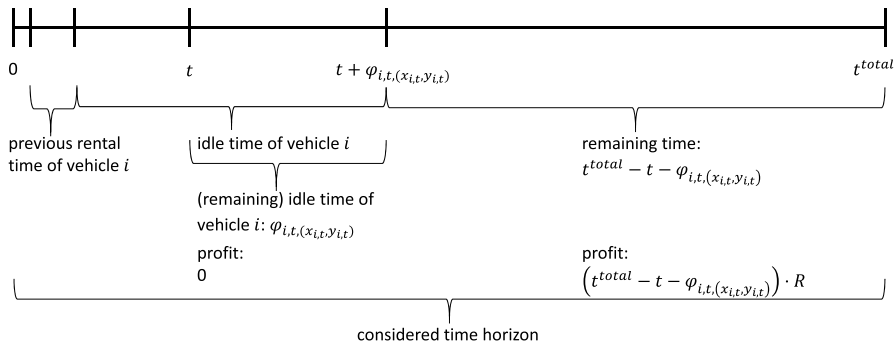 0 t t + φ_{i,t,(x_{i,t},y_{i,t})} t^{total}
previous rental
time of vehicle i
idle time of vehicle i
(remaining) idle time of
vehicle i: φ_{i,t,(x_{i,t},y_{i,t})}
profit:
0
remaining time:
t^{total} − t − φ_{i,t,(x_{i,t},y_{i,t})}
profit:
(t^{total} − t − φ_{i,t,(x_{i,t},y_{i,t})}) · R
considered time horizon